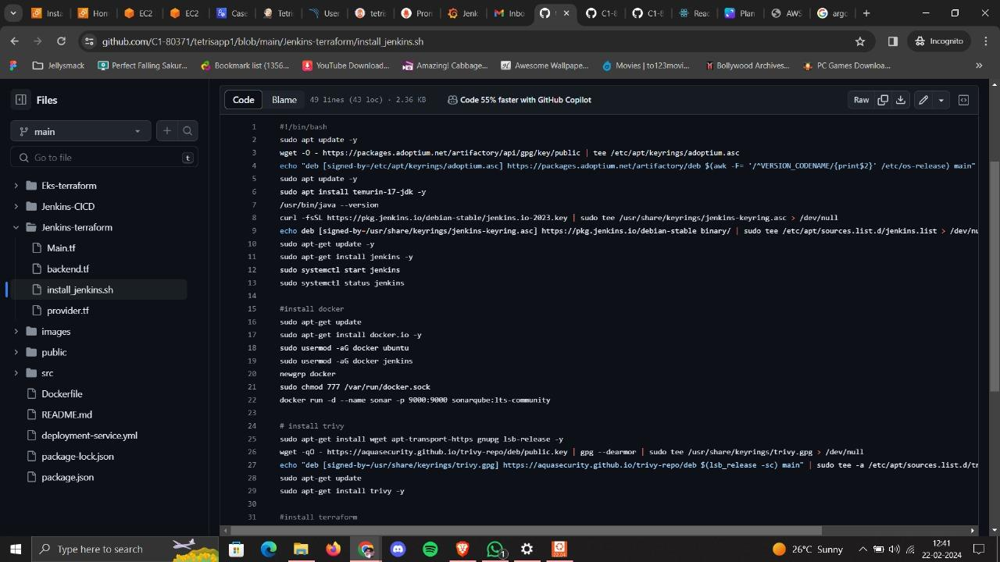 Insta
Hon
EC2
EC2
Case
Tetri
User
tetri
Pron
Jenk
Inbo
C1-8
C1-8
Reac
Plan
AWS
argo
github.com/C1-80371/tetrisapp1/blob/main/Jenkins-terraform/install_jenkins.sh
Incognito
Jellysmack
Perfect Falling Sakur...
Bookmark list (1356...
YouTube Download...
Amazing! Cabbage...
Awesome Wallpape...
Movies | to123movi...
Bollywood Archives...
PC Games Downloa...
Files
main
Go to file
t
Eks-terraform
Jenkins-CICD
Jenkins-terraform
Main.tf
backend.tf
install_jenkins.sh
provider.tf
images
public
src
Dockerfile
README.md
deployment-service.yml
package-lock.json
package.json
Code Blame 49 lines (43 loc) · 2.36 KB Code 55% faster with GitHub Copilot Raw
1 #!/bin/bash
2 sudo apt update -y
3 wget -O - https://packages.adoptium.net/artifactory/api/gpg/key/public | tee /etc/apt/keyrings/adoptium.asc
4 echo "deb [signed-by=/etc/apt/keyrings/adoptium.asc] https://packages.adoptium.net/artifactory/deb $(awk -F= '/^VERSION_CODENAME/{print$2}' /etc/os-release) main"
5 sudo apt update -y
6 sudo apt install temurin-17-jdk -y
7 /usr/bin/java --version
8 curl -fsSL https://pkg.jenkins.io/debian-stable/jenkins.io-2023.key | sudo tee /usr/share/keyrings/jenkins-keyring.asc > /dev/null
9 echo deb [signed-by=/usr/share/keyrings/jenkins-keyring.asc] https://pkg.jenkins.io/debian-stable binary/ | sudo tee /etc/apt/sources.list.d/jenkins.list > /dev/nu
10 sudo apt-get update -y
11 sudo apt-get install jenkins -y
12 sudo systemctl start jenkins
13 sudo systemctl status jenkins
14
15 #install docker
16 sudo apt-get update
17 sudo apt-get install docker.io -y
18 sudo usermod -aG docker ubuntu
19 sudo usermod -aG docker jenkins
20 newgrp docker
21 sudo chmod 777 /var/run/docker.sock
22 docker run -d --name sonar -p 9000:9000 sonarqube:lts-community
23
24 # install trivy
25 sudo apt-get install wget apt-transport-https gnupg lsb-release -y
26 wget -qO - https://aquasecurity.github.io/trivy-repo/deb/public.key | gpg --dearmor | sudo tee /usr/share/keyrings/trivy.gpg > /dev/null
27 echo "deb [signed-by=/usr/share/keyrings/trivy.gpg] https://aquasecurity.github.io/trivy-repo/deb $(lsb_release -sc) main" | sudo tee -a /etc/apt/sources.list.d/tr
28 sudo apt-get update
29 sudo apt-get install trivy -y
30
31 #install terraform
Type here to search
1
26°C Sunny
12:41
22-02-2024